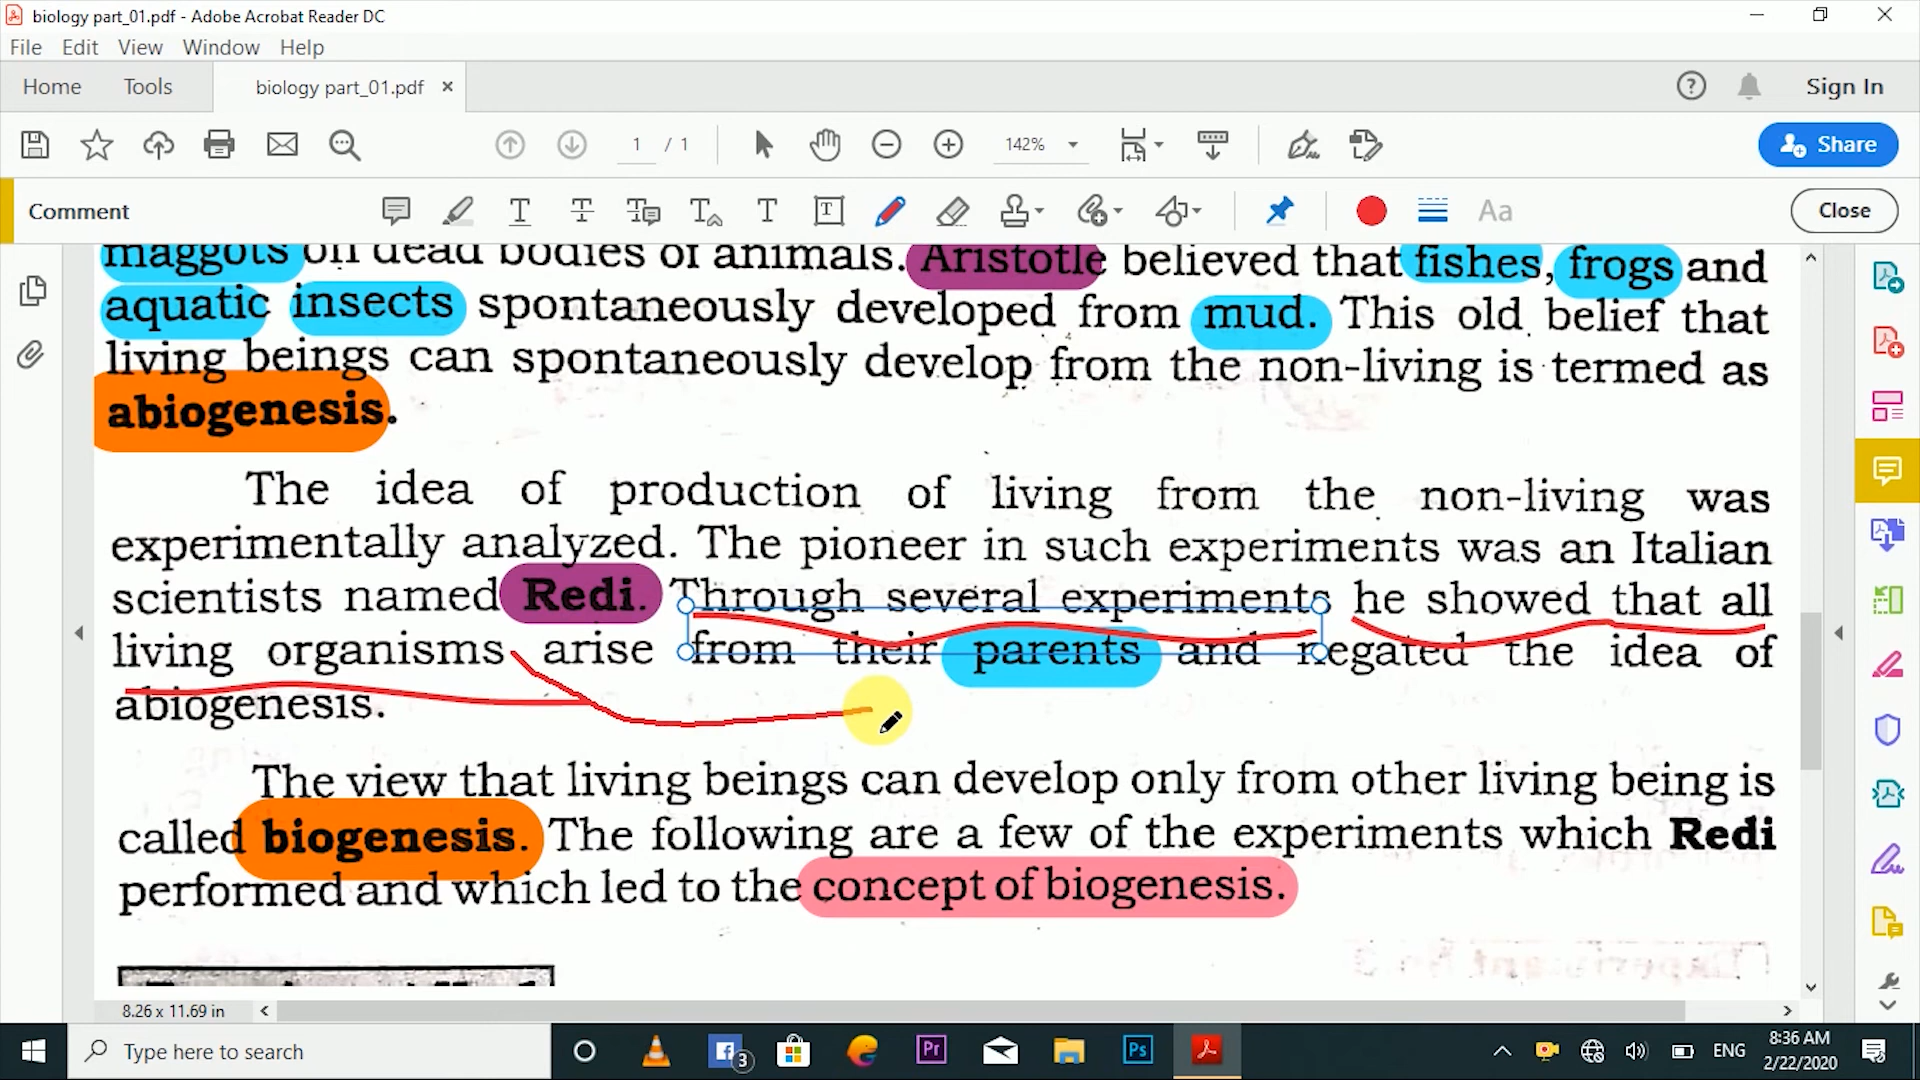 biology part_01.pdf - Adobe Acrobat Reader DC
File Edit View Window Help
Home Tools biology part_01.pdf × Sign In
1 / 1 142% Share
Comment Aa Close
maggots on dead bodies of animals. Aristotle believed that fishes, frogs and
aquatic insects spontaneously developed from mud. This old belief that
living beings can spontaneously develop from the non-living is termed as
abiogenesis.
The idea of production of living from the non-living was
experimentally analyzed. The pioneer in such experiments was an Italian
scientists named Redi. Through several experiments he showed that all
living organisms arise from their parents and negated the idea of
abiogenesis.
The view that living beings can develop only from other living being is
called biogenesis. The following are a few of the experiments which Redi
performed and which led to the concept of biogenesis.
8.26 x 11.69 in
Type here to search 3 Pr Ps ENG 8:36 AM
2/22/2020